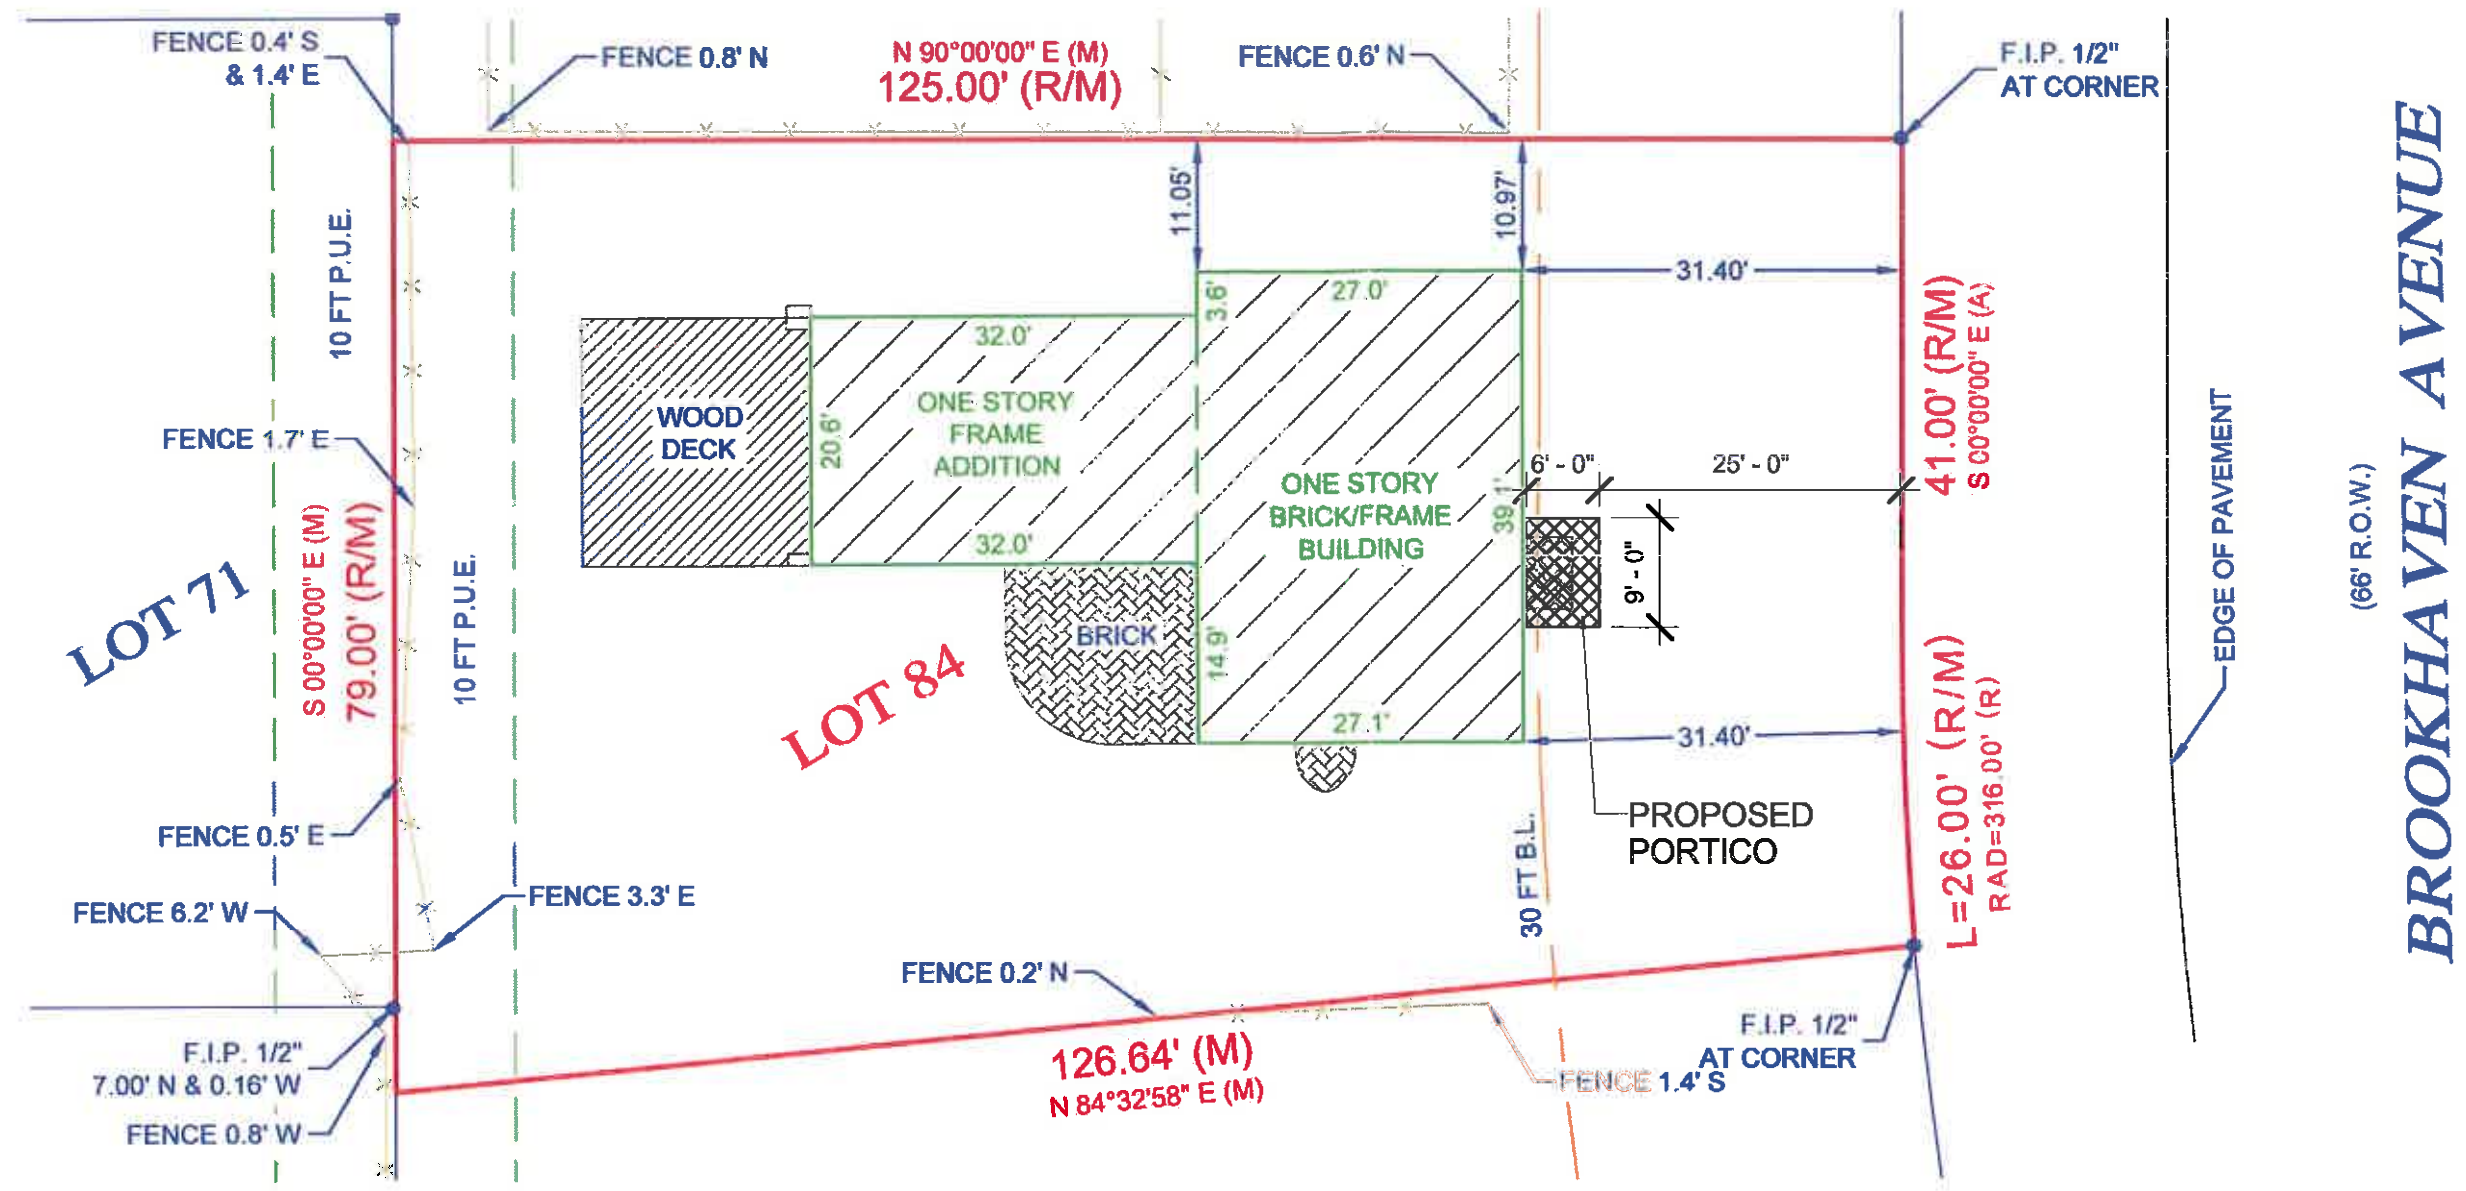 FENCE 0.4' S
& 1.4' E
FENCE 0.8' N
N 90°00'00" E (M)
125.00' (R/M)
FENCE 0.6' N
F.I.P. 1/2"
AT CORNER
10 FT P.U.E.
11.05'
10.97'
31.40'
3.6'
27.0'
32.0'
WOOD
DECK
20.6'
ONE STORY
FRAME
ADDITION
32.0'
ONE STORY
BRICK/FRAME
BUILDING
39.1'
6' - 0"
25' - 0"
9' - 0"
41.00' (R/M)
S 00°00'00" E (A)
FENCE 1.7' E
S 00°00'00" E (M)
79.00' (R/M)
10 FT P.U.E.
LOT 71
LOT 84
BRICK
14.9'
27.1'
31.40'
PROPOSED
PORTICO
30 FT B.L.
L=26.00' (R/M)
RAD=316.00' (R)
EDGE OF PAVEMENT
(66' R.O.W.)
BROOKHAVEN AVENUE
FENCE 0.5' E
FENCE 6.2' W
FENCE 3.3' E
FENCE 0.2' N
126.64' (M)
N 84°32'58" E (M)
F.I.P. 1/2"
AT CORNER
FENCE 1.4' S
F.I.P. 1/2"
7.00' N & 0.16' W
FENCE 0.8' W